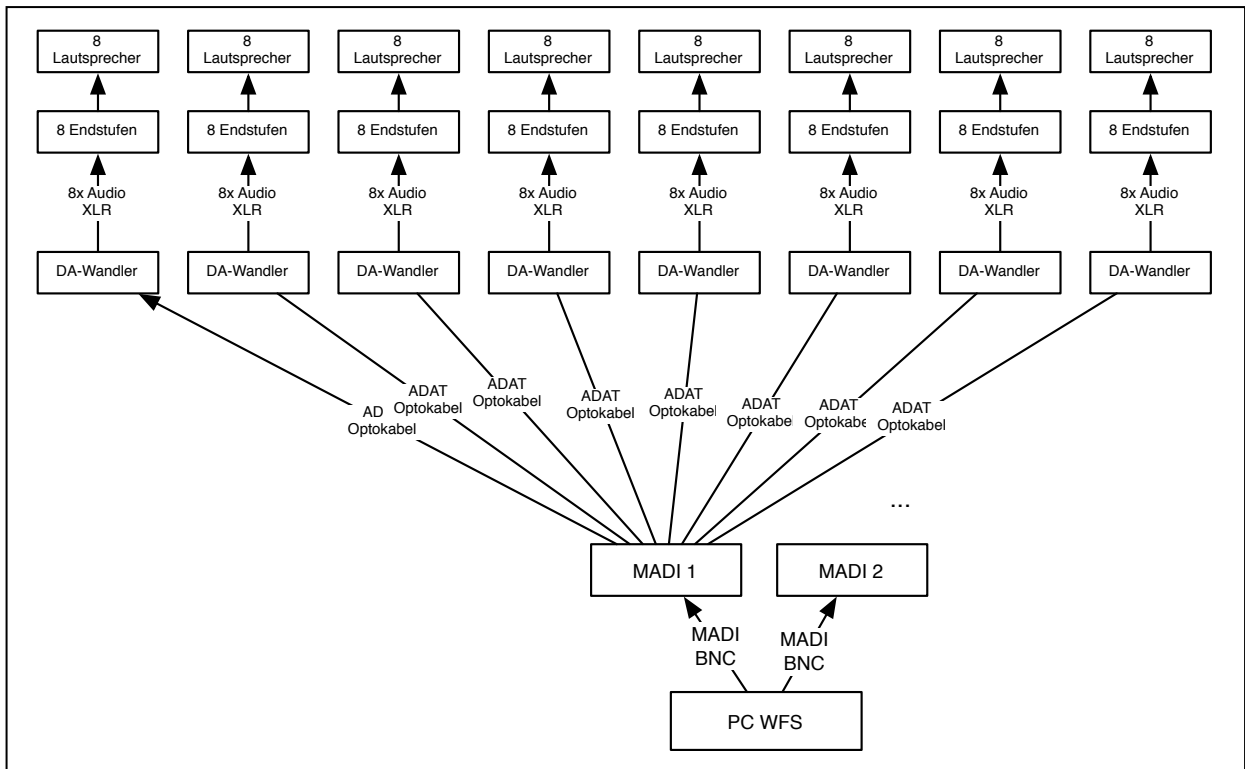 8
Lautsprecher
8
Lautsprecher
8
Lautsprecher
8
Lautsprecher
8
Lautsprecher
8
Lautsprecher
8
Lautsprecher
8
Lautsprecher
8 Endstufen
8 Endstufen
8 Endstufen
8 Endstufen
8 Endstufen
8 Endstufen
8 Endstufen
8 Endstufen
8x Audio
XLR
8x Audio
XLR
8x Audio
XLR
8x Audio
XLR
8x Audio
XLR
8x Audio
XLR
8x Audio
XLR
8x Audio
XLR
DA-Wandler
DA-Wandler
DA-Wandler
DA-Wandler
DA-Wandler
DA-Wandler
DA-Wandler
DA-Wandler
AD
Optokabel
ADAT
Optokabel
ADAT
Optokabel
ADAT
Optokabel
ADAT
Optokabel
ADAT
Optokabel
ADAT
Optokabel
ADAT
Optokabel
...
MADI 1
MADI 2
MADI
BNC
MADI
BNC
PC WFS